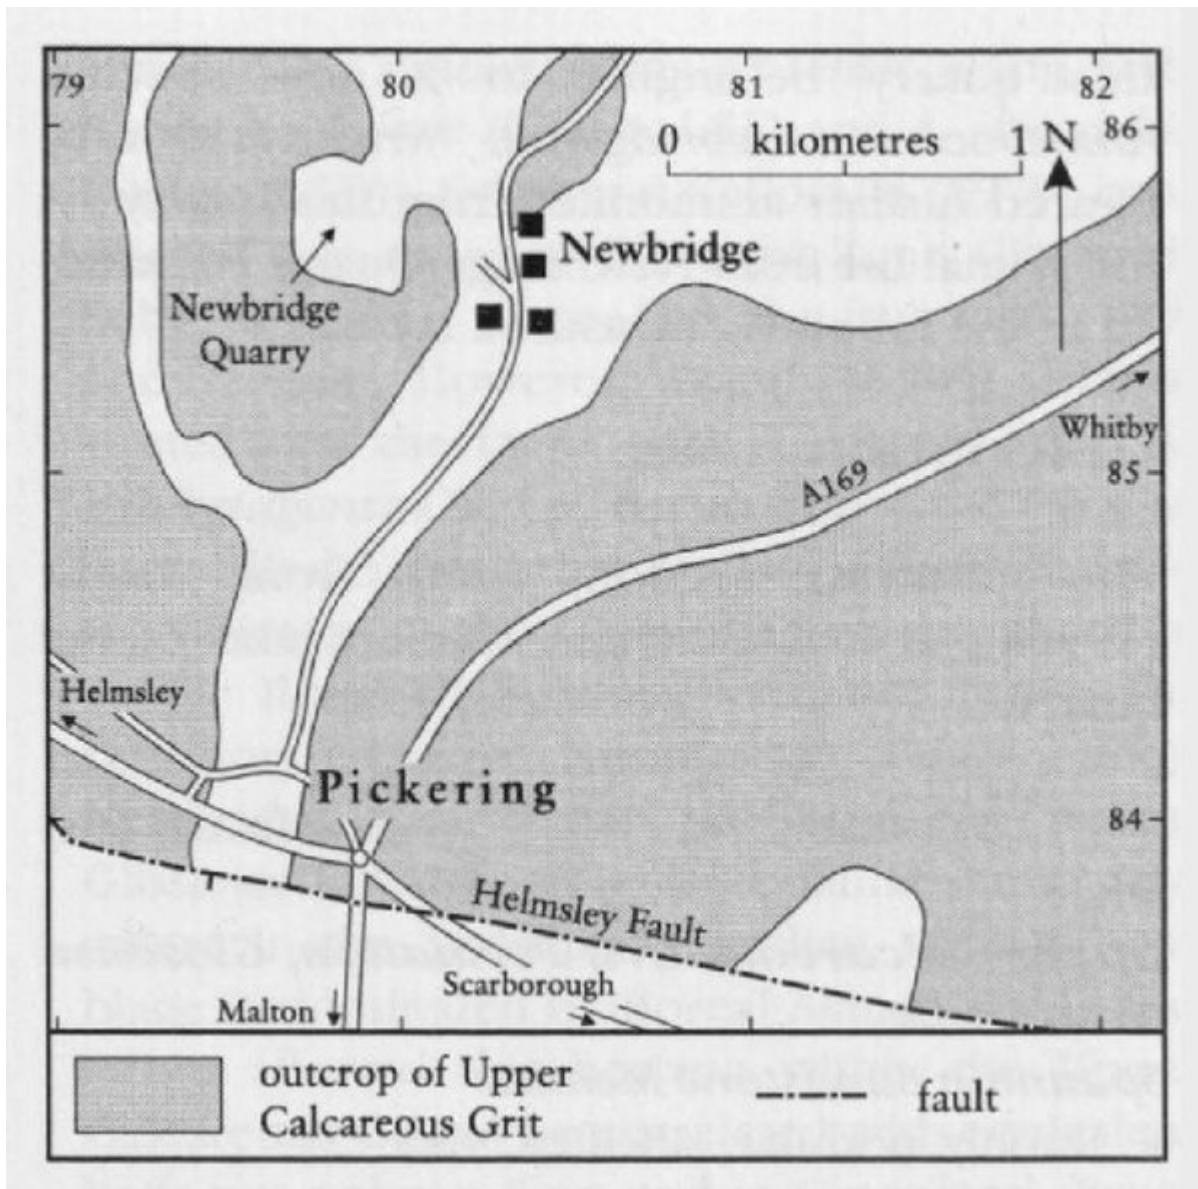 79
80
81
82
86
0 kilometres 1
N
Newbridge
Newbridge
Quarry
Whitby
A169
85
Helmsley
Pickering
84
Helmsley Fault
Scarborough
Malton
outcrop of Upper
Calcareous Grit
fault